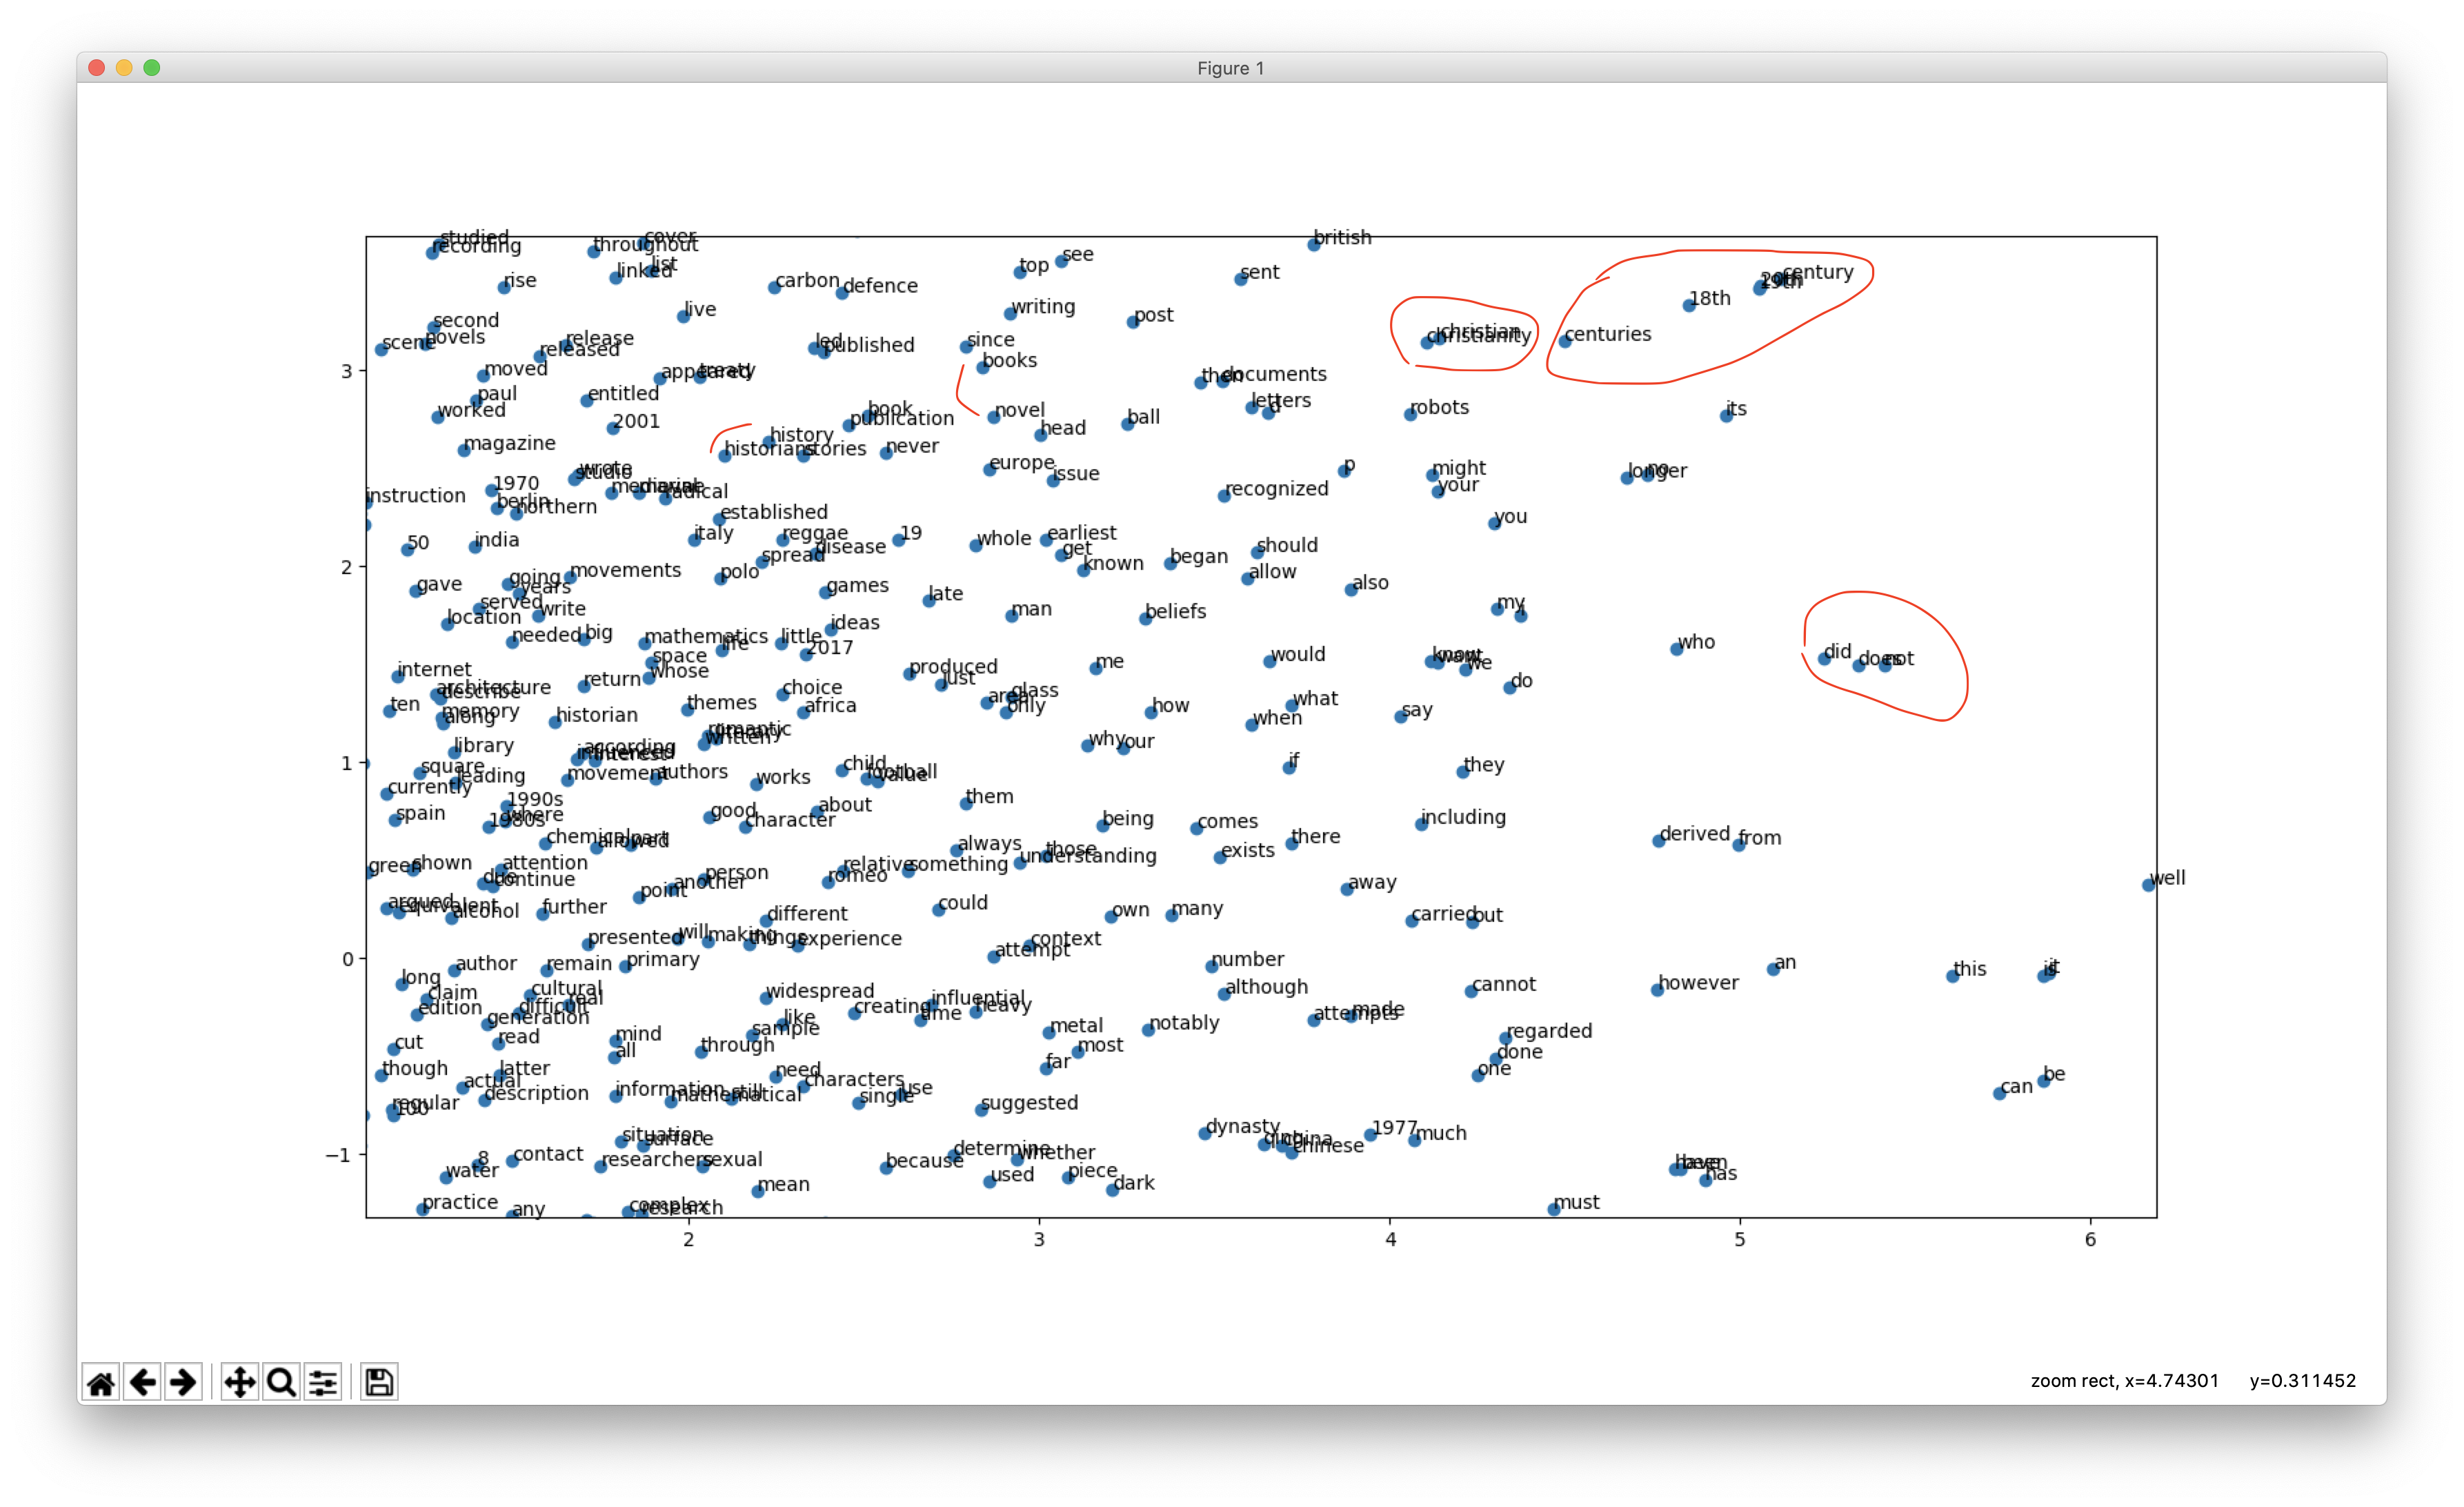 Figure 1
studied
recording
throughout
cover
linked
list
rise
live
carbon
defence
top
see
british
sent
writing
post
century
20th
19th
18th
centuries
christian
christianity
second
novels
scene
release
released
led
published
since
books
moved
appeared
treaty
then
documents
paul
worked
entitled
2001
book
publication
novel
head
ball
letters
d
robots
its
magazine
history
historians
stories
never
wrote
studio
europe
issue
p
might
your
longer
no
instruction
1970
berlin
northern
medieval
radical
recognized
established
you
50
india
italy
reggae
disease
spread
19
whole
earliest
get
known
began
should
allow
also
gave
going
years
movements
polo
games
late
man
beliefs
my
i
served
write
location
needed
big
mathematics
life
little
ideas
2017
space
whose
would
know
want
we
who
did
does
not
internet
return
produced
just
me
do
architecture
describe
ten
memory
along
historian
themes
choice
africa
area
glass
only
how
what
when
say
romantic
literary
written
library
according
influenced
interest
why
our
if
they
square
leading
currently
movement
authors
works
child
football
value
spain
1990s
where
1980s
good
character
about
them
being
comes
there
including
exists
derived
from
chemical
allowed
part
always
those
understanding
green
shown
attention
due
continue
person
another
point
relative
romeo
something
away
well
argued
equivalent
alcohol
further
different
could
own
many
carried
out
presented
will
making
things
experience
context
attempt
author
remain
primary
number
an
this
is
it
long
claim
edition
cultural
real
difficult
generation
widespread
influential
heavy
creating
time
although
cannot
however
like
sample
attempts
made
cut
read
mind
all
through
metal
most
notably
far
regarded
done
one
though
latter
actual
description
information
mathematical
still
need
characters
single
use
can
be
regular
100
suggested
situation
surface
dynasty
qing
china
chinese
1977
much
8
water
contact
researchers
sexual
because
determine
whether
used
piece
dark
have
been
has
practice
any
complex
research
mean
must
3
2
1
0
−1
2 3 4 5 6
zoom rect, x=4.74301 y=0.311452